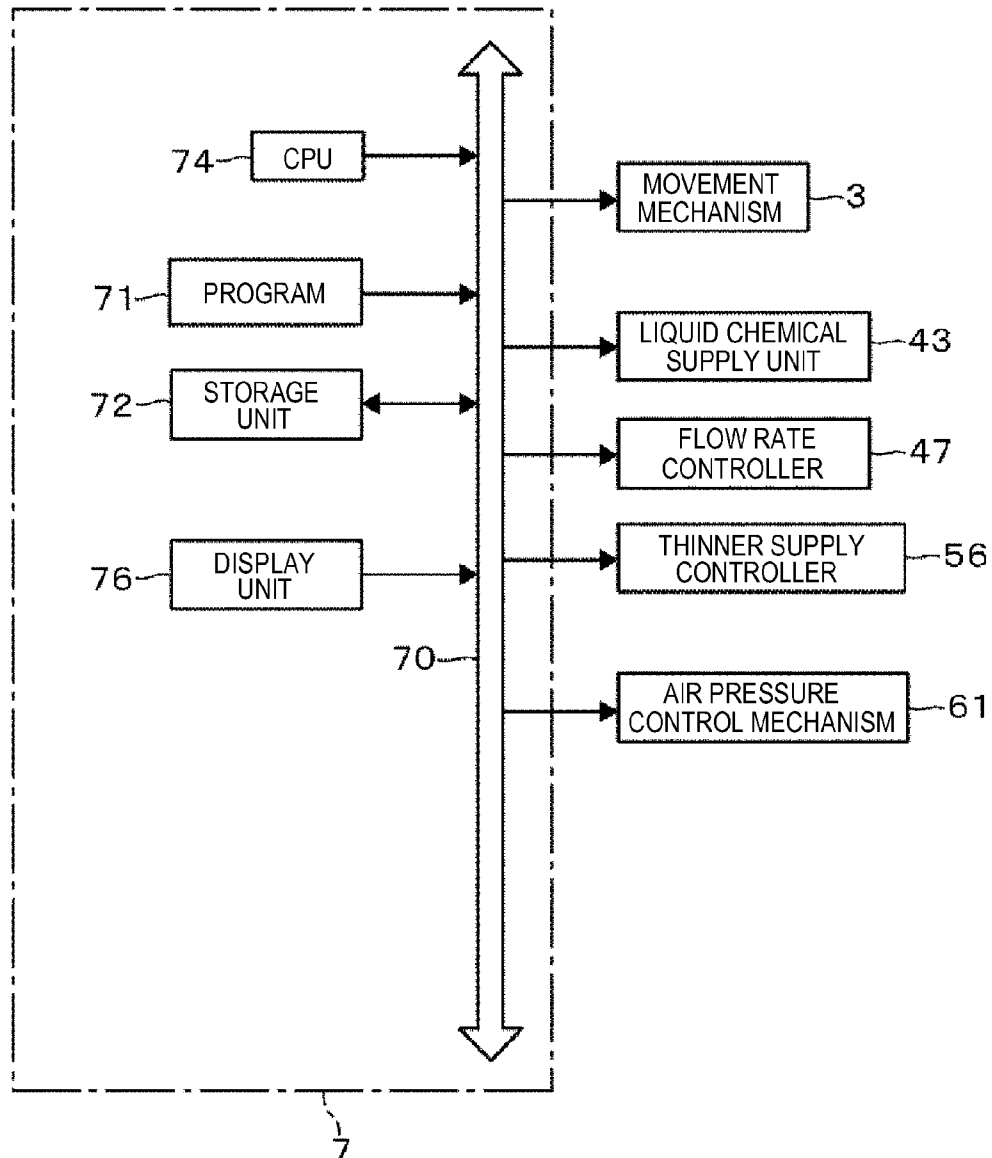 74
CPU
71
PROGRAM
72
STORAGE
UNIT
76
DISPLAY
UNIT
70
MOVEMENT
MECHANISM
3
LIQUID CHEMICAL
SUPPLY UNIT
43
FLOW RATE
CONTROLLER
47
THINNER SUPPLY
CONTROLLER
56
AIR PRESSURE
CONTROL MECHANISM
61
7